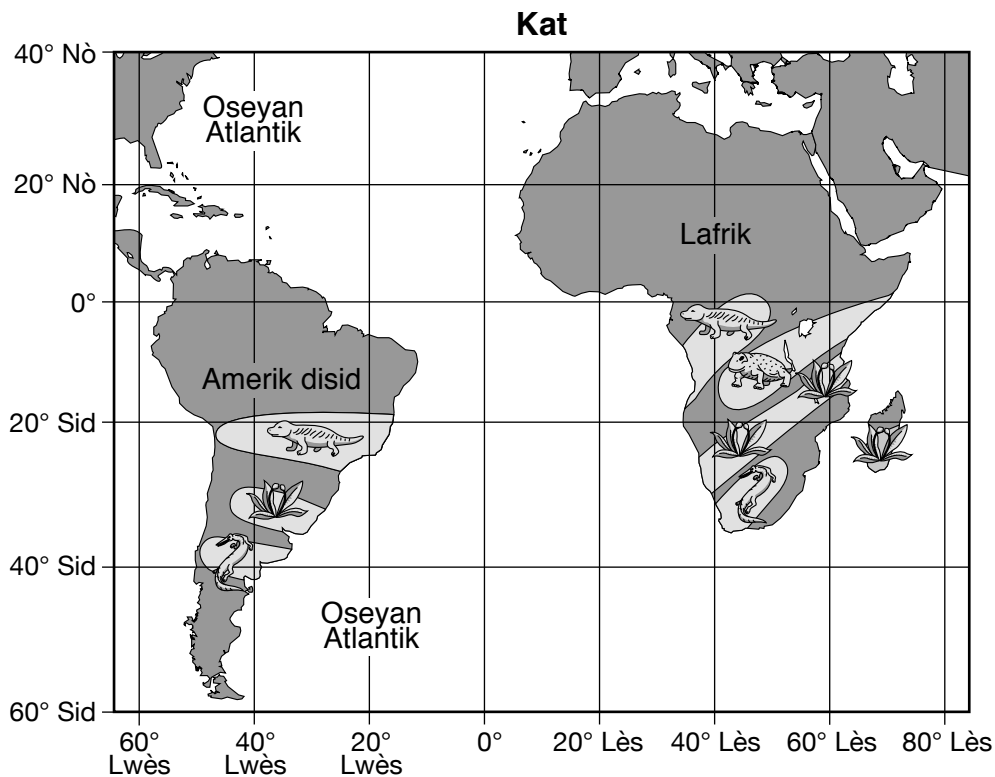 Kat
40° Nò
20° Nò
0°
20° Sid
40° Sid
60° Sid
Oseyan
Atlantik
Lafrik
Amerik disid
Oseyan
Atlantik
60°
Lwès
40°
Lwès
20°
Lwès
0°
20° Lès
40° Lès
60° Lès
80° Lès